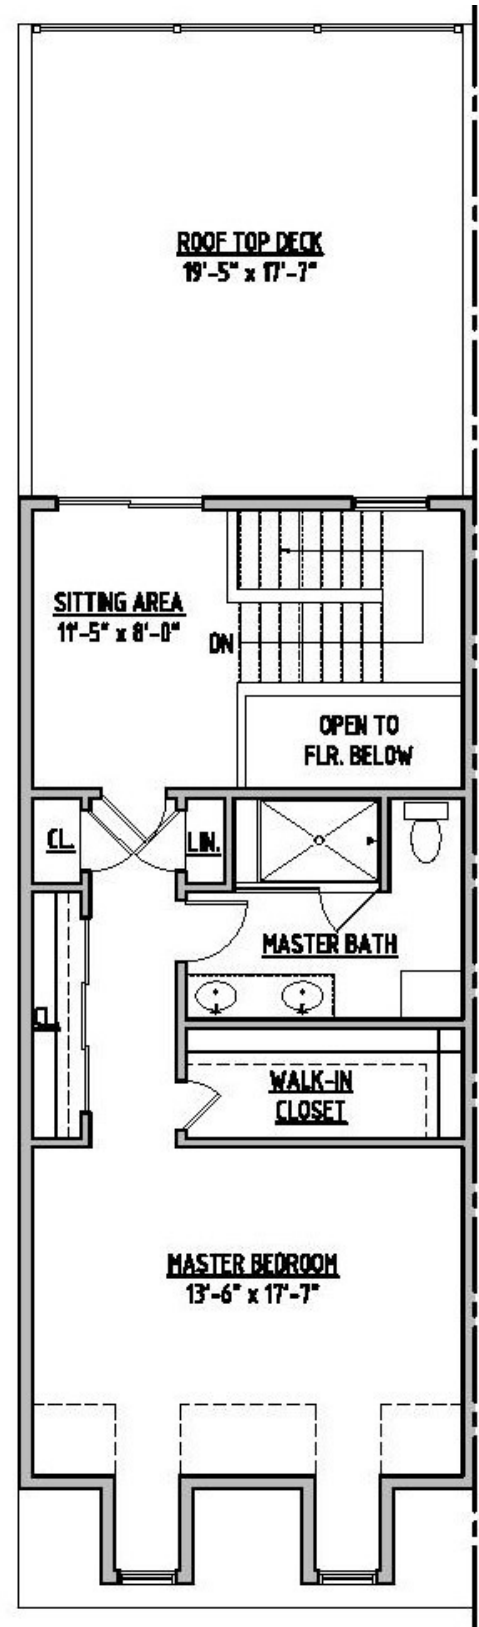 ROOF TOP DECK
19'-5" x 17'-7"
SITTING AREA
11'-5" x 8'-0"
DN
OPEN TO
FLR. BELOW
CL.
LIN.
MASTER BATH
CL.
WALK-IN
CLOSET
MASTER BEDROOM
13'-6" x 17'-7"